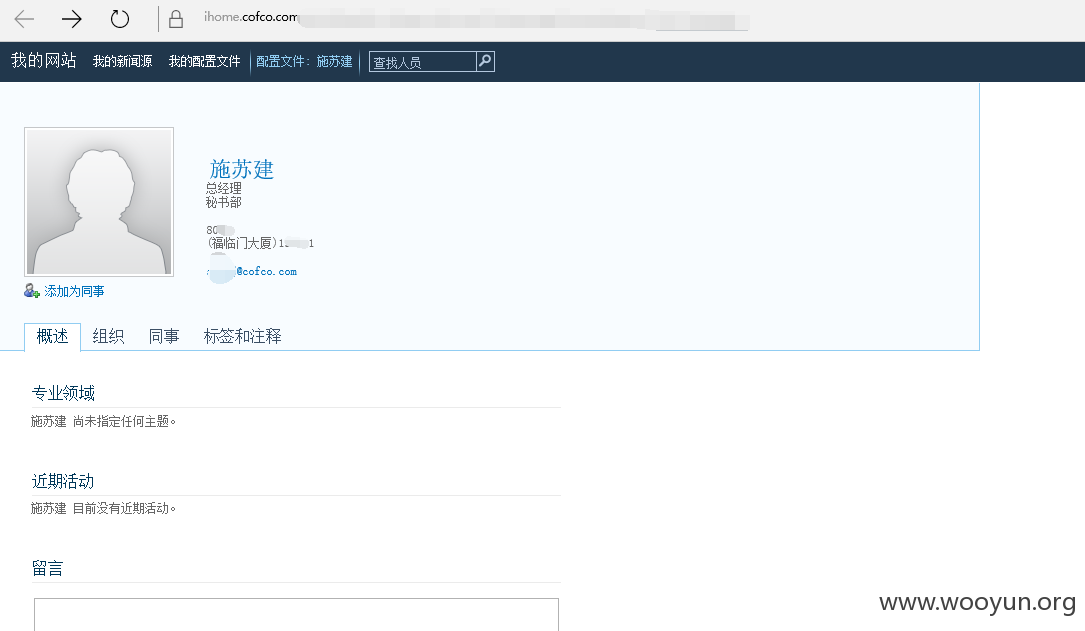 ihome.cofco.com
我的网站 我的新闻源 我的配置文件 配置文件: 施苏建 查找人员
施苏建
总经理
秘书部
80
(福临门大厦)1 1
@cofco.com
添加为同事
概述 组织 同事 标签和注释
专业领域
施苏建 尚未指定任何主题。
近期活动
施苏建 目前没有近期活动。
留言
www.wooyun.org